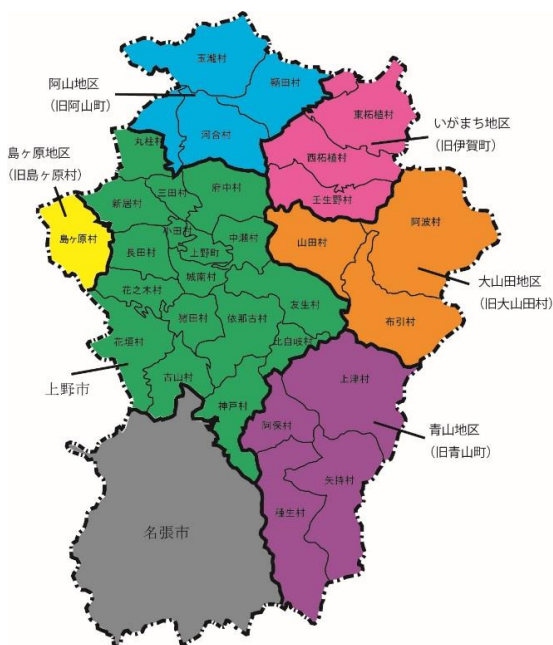 玉滝村
鞆田村
阿山地区
（旧阿山町）
東柘植村
河合村
いがまち地区
（旧伊賀町）
丸柱村
西柘植村
島ヶ原地区
（旧島ヶ原村）
三田村
府中村
壬生野村
新居村
阿波村
島ヶ原村
小田村
中瀬村
上野町
山田村
長田村
城南村
大山田地区
（旧大山田村）
花之木村
友生村
猪田村
依那古村
布引村
花垣村
比自岐村
上野市
古山村
上津村
神戸村
阿保村
青山地区
（旧青山町）
矢持村
種生村
名張市